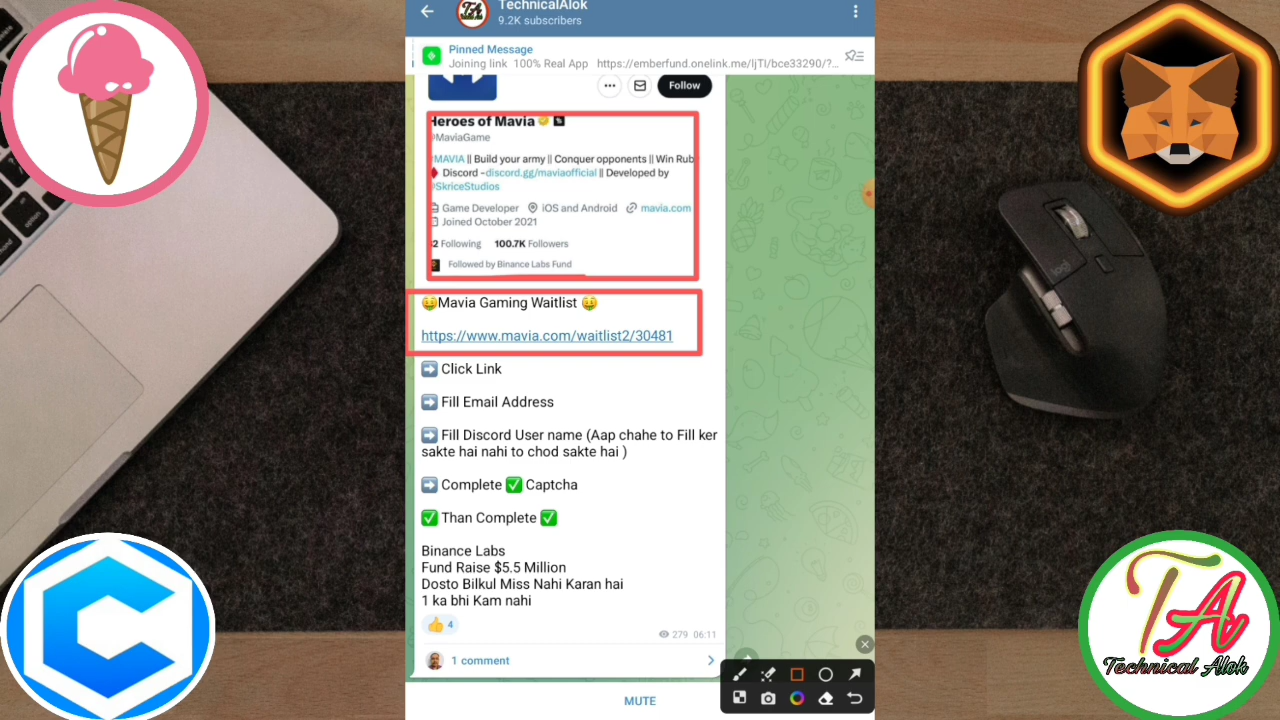 TechnicalAlok
9.2K subscribers
Pinned Message
Joining link 100% Real App https://emberfund.onelink.me/ljTI/bce33290/?...
Follow
Heroes of Mavia
@MaviaGame
MAVIA || Build your army || Conquer opponents || Win Rub
Discord -discord.gg/maviaofficial || Developed by
@SkriceStudios
Game Developer iOS and Android mavia.com
Joined October 2021
2 Following 100.7K Followers
Followed by Binance Labs Fund
🤑Mavia Gaming Waitlist 🤑
https://www.mavia.com/waitlist2/30481
➡️ Click Link
➡️ Fill Email Address
➡️ Fill Discord User name (Aap chahe to Fill ker
sakte hai nahi to chod sakte hai )
➡️ Complete ✅ Captcha
✅ Than Complete ✅
Binance Labs
Fund Raise $5.5 Million
Dosto Bilkul Miss Nahi Karan hai
1 ka bhi Kam nahi
👍 4
279 06:11
1 comment
MUTE
logi
TA
Technical Alok